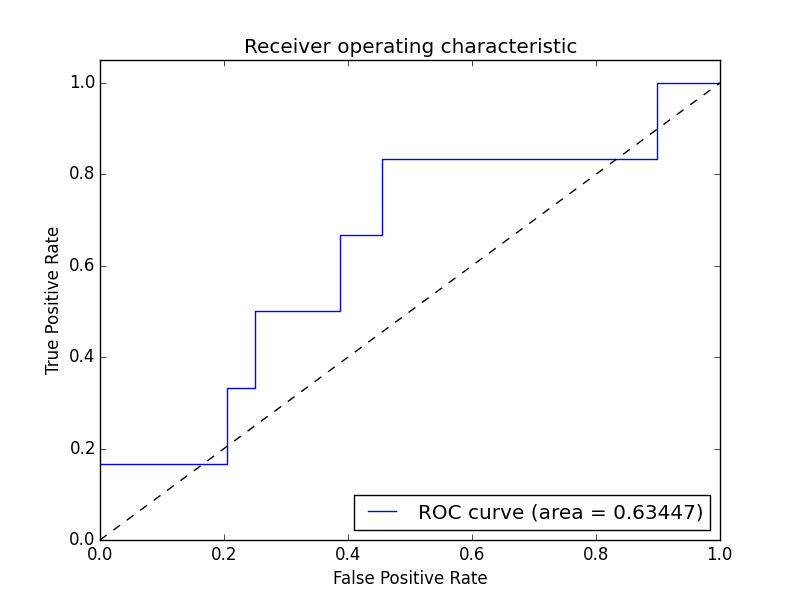 Receiver operating characteristic
1.0
0.8
0.6
0.4
0.2
0.0
True Positive Rate
ROC curve (area = 0.63447)
0.0 0.2 0.4 0.6 0.8 1.0
False Positive Rate